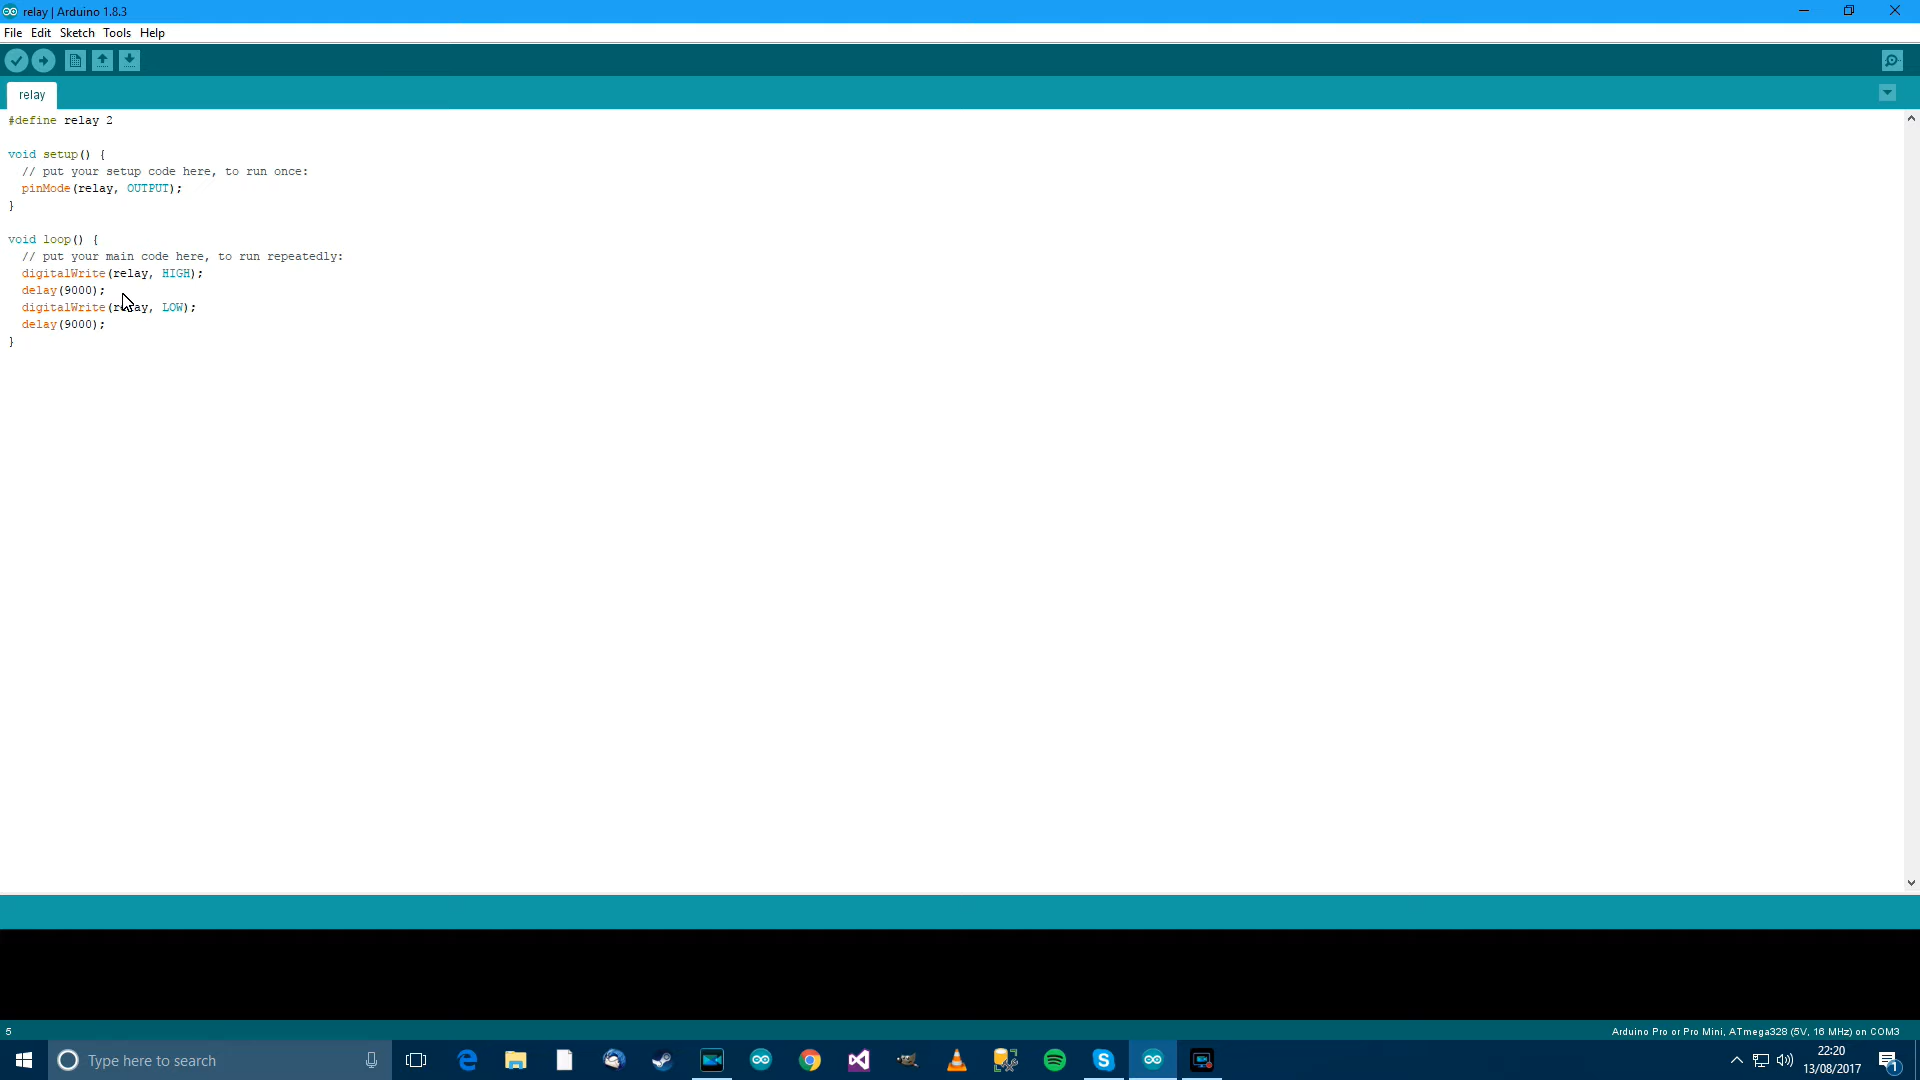 relay | Arduino 1.8.3
File Edit Sketch Tools Help
relay
#define relay 2
void setup() {
// put your setup code here, to run once:
pinMode(relay, OUTPUT);
}
void loop() {
// put your main code here, to run repeatedly:
digitalWrite(relay, HIGH);
delay(9000);
digitalWrite(relay, LOW);
delay(9000);
}
5 Arduino Pro or Pro Mini, ATmega328 (5V, 16 MHz) on COM3
Type here to search
22:20
13/08/2017
1